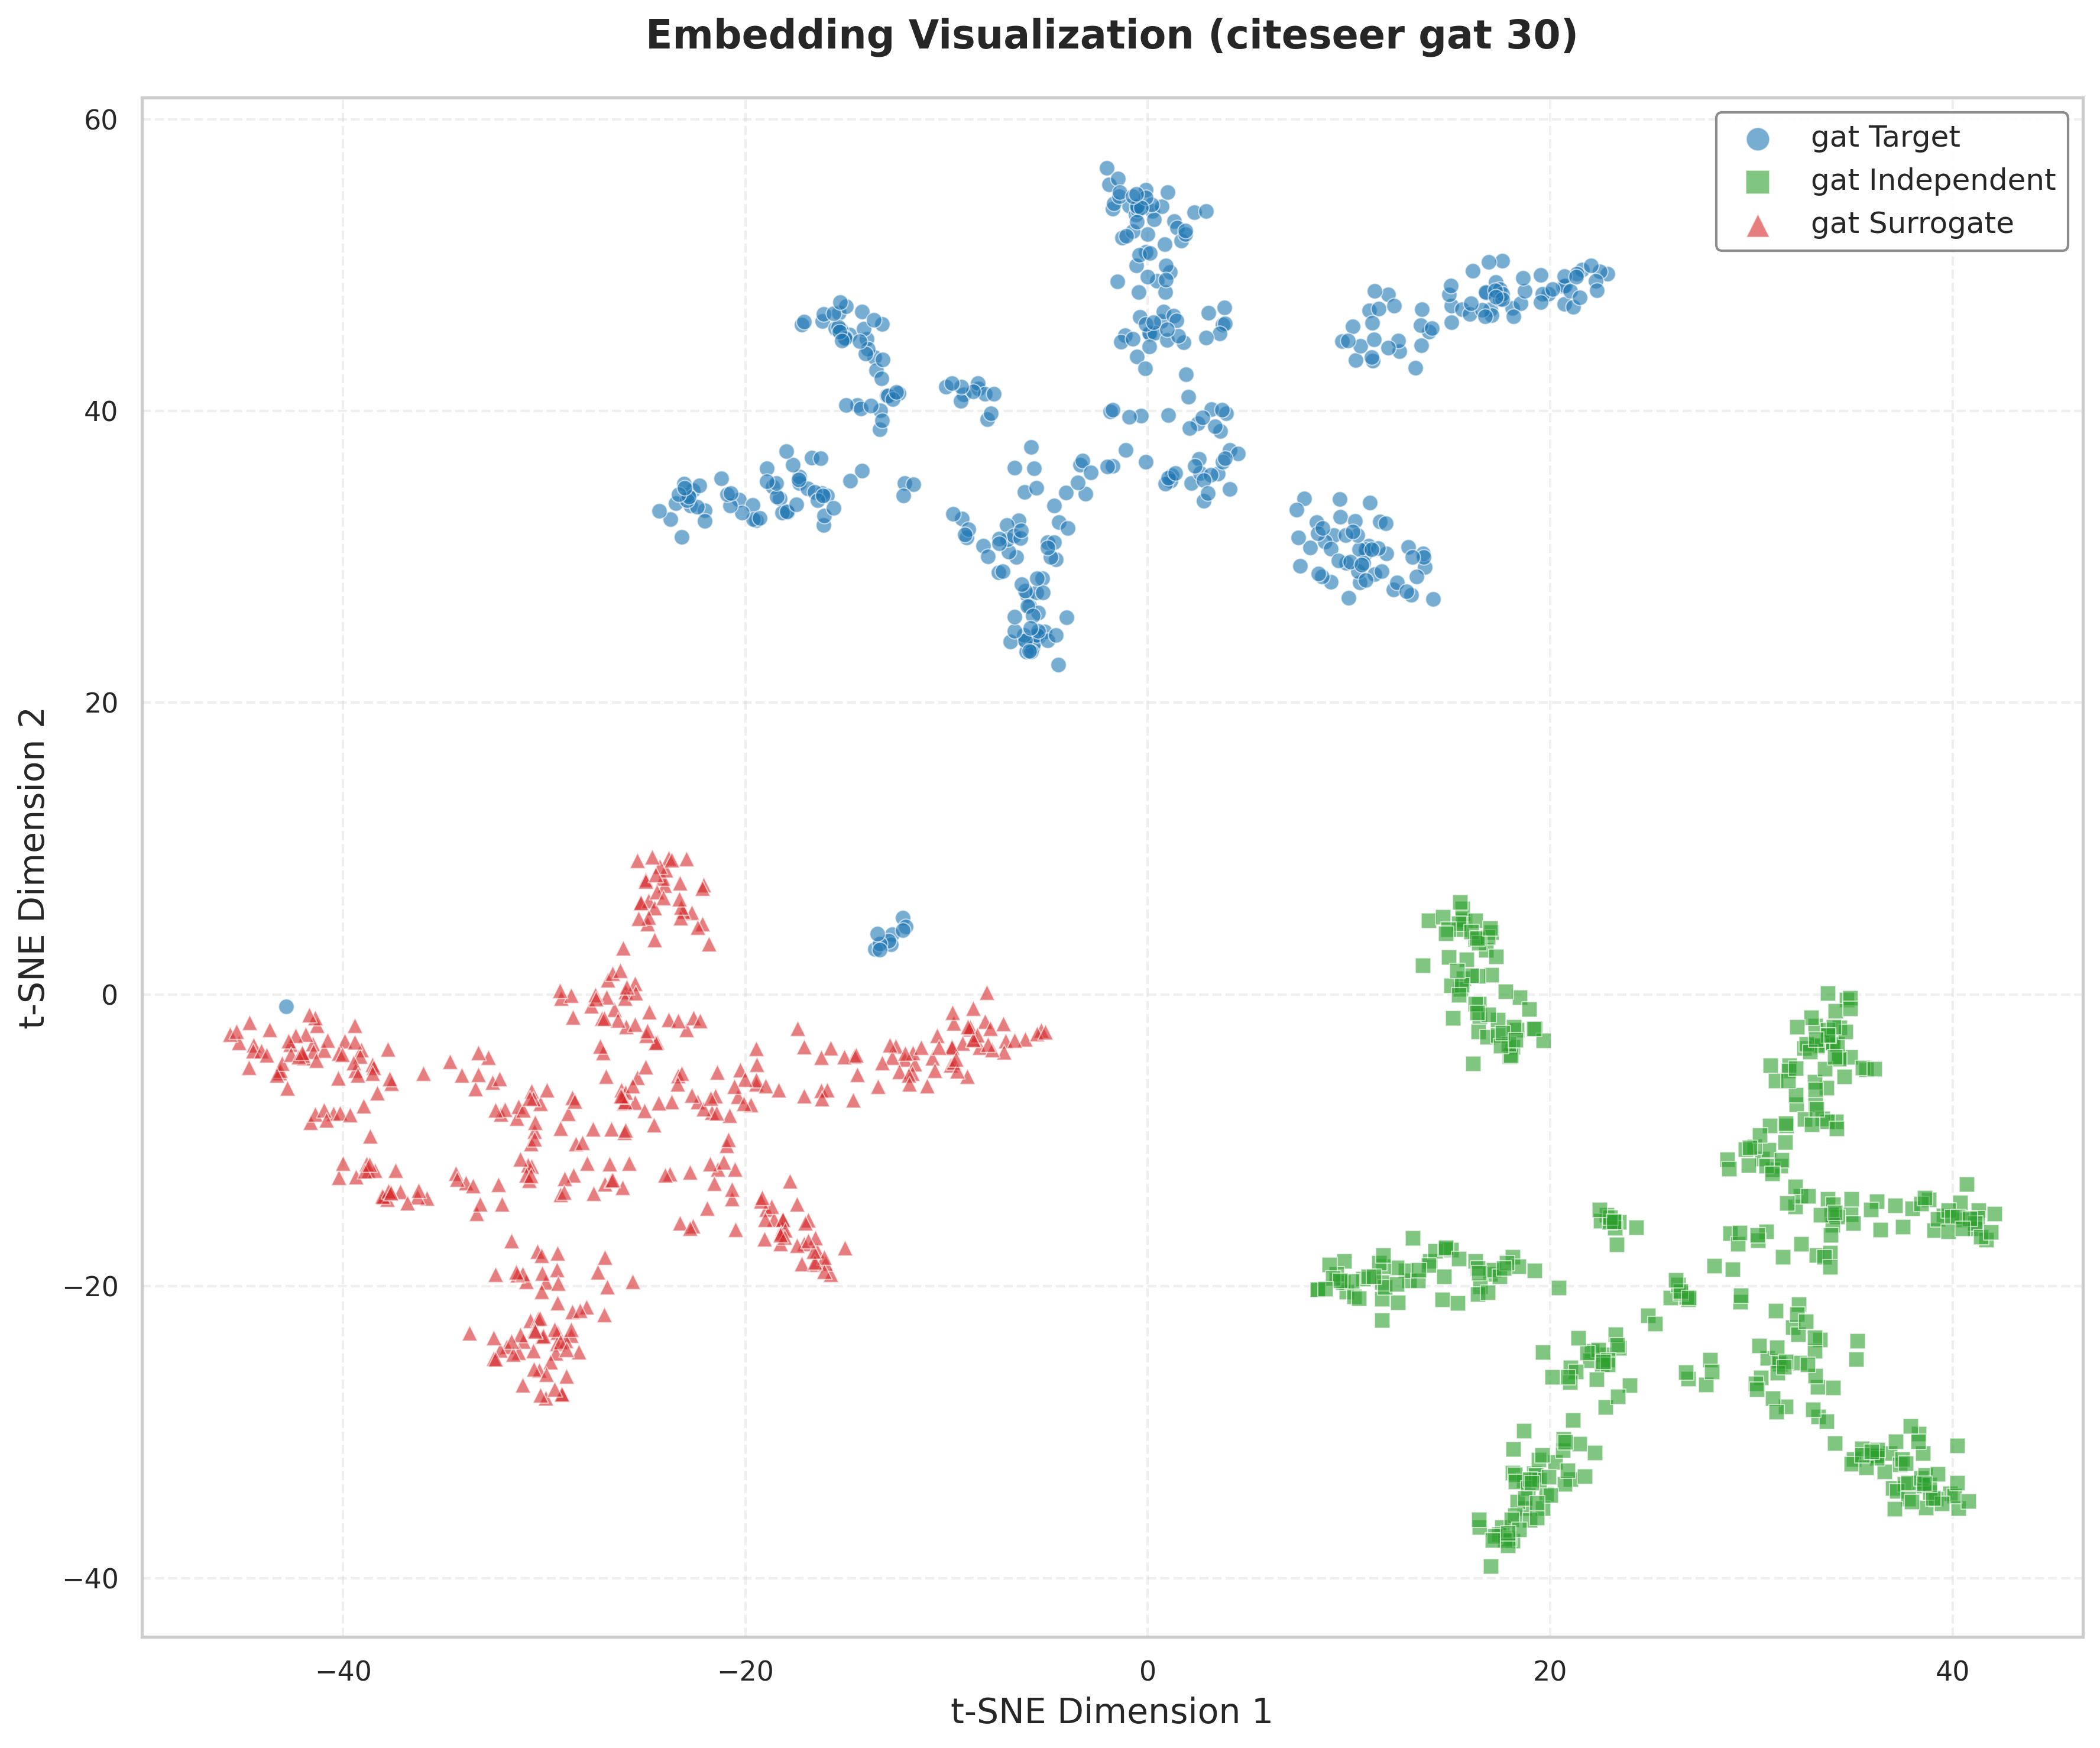 Embedding Visualization (citeseer gat 30)
gat Target
gat Independent
gat Surrogate
60
40
20
0
−20
−40
t-SNE Dimension 2
−40
−20
0
20
40
t-SNE Dimension 1